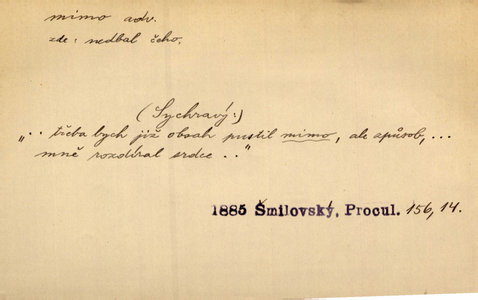 mimo adv.
zde: nedbal čeho.
(Sychravý:)
„.. třeba bych již obsah pustil mimo, ale způsob, ...
mně rozdíral srdce .."
1885 Šmilovský, Procul. 156, 14.